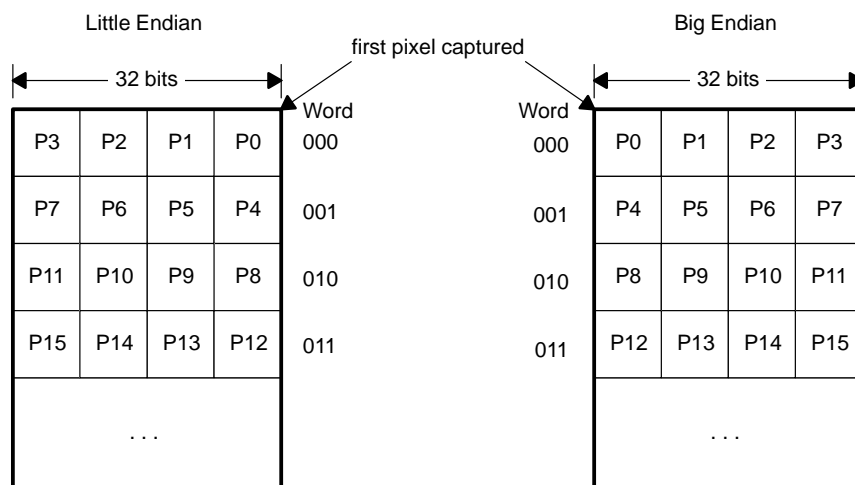 Little Endian
Big Endian
first pixel captured
32 bits
32 bits
Word
Word
P3 P2 P1 P0 000
000 P0 P1 P2 P3
P7 P6 P5 P4 001
001 P4 P5 P6 P7
P11 P10 P9 P8 010
010 P8 P9 P10 P11
P15 P14 P13 P12 011
011 P12 P13 P14 P15
. . .
. . .